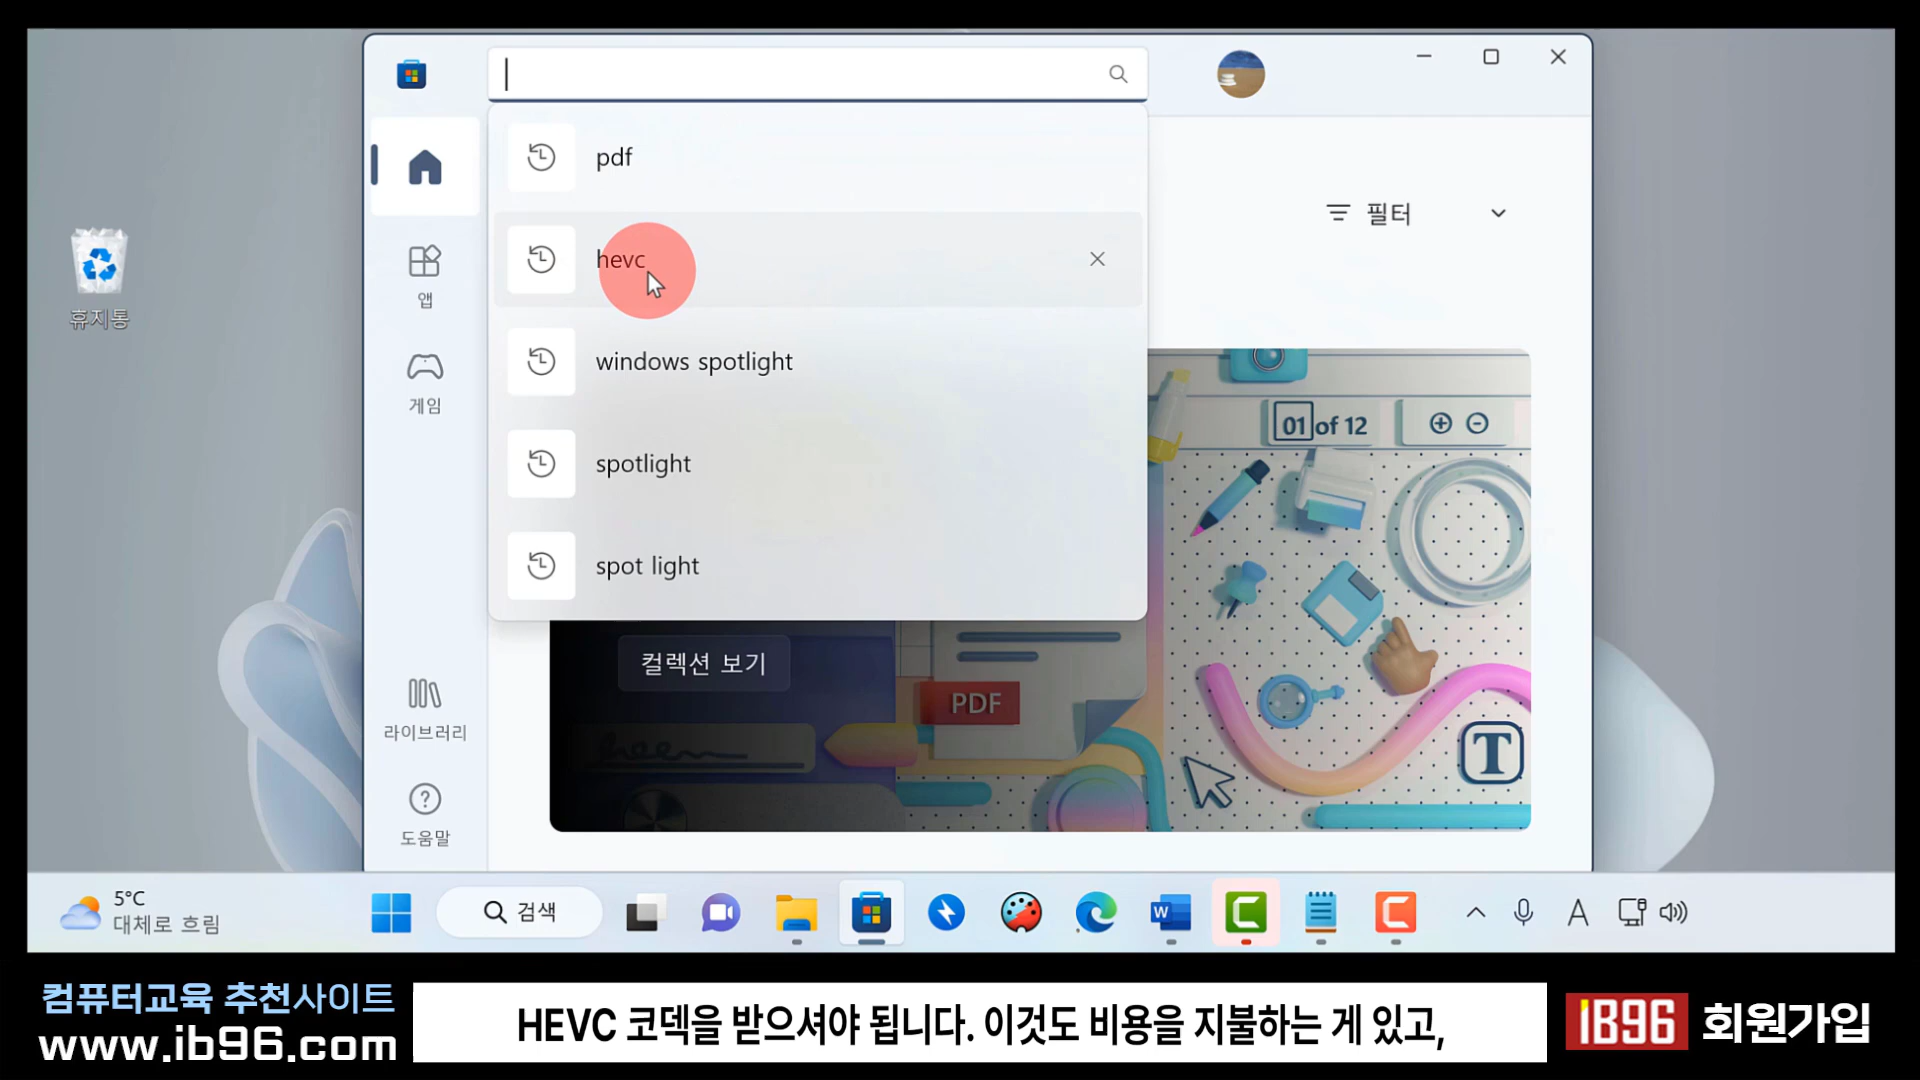 pdf
필터
hevc
앱
휴지통
windows spotlight
게임
01 of 12
spotlight
spot light
컬렉션 보기
PDF
라이브러리
T
도움말
5°C
대체로 흐림
검색
W
A
컴퓨터교육 추천사이트
www.ib96.com
HEVC 코덱을 받으셔야 됩니다. 이것도 비용을 지불하는 게 있고,
IB96 회원가입